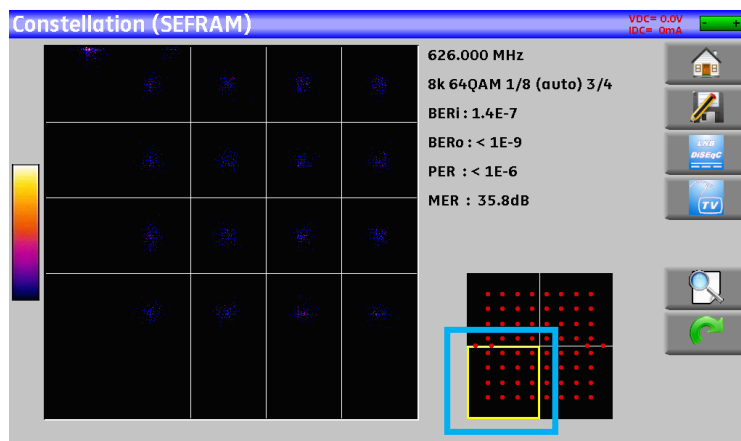 Constellation (SEFRAM)
VDC= 0.0V
IDC= 0mA
- +
626.000 MHz
8k 64QAM 1/8 (auto) 3/4
BERi : 1.4E-7
BERo : < 1E-9
PER : < 1E-6
MER : 35.8dB
LNB
DiSEqC
TV